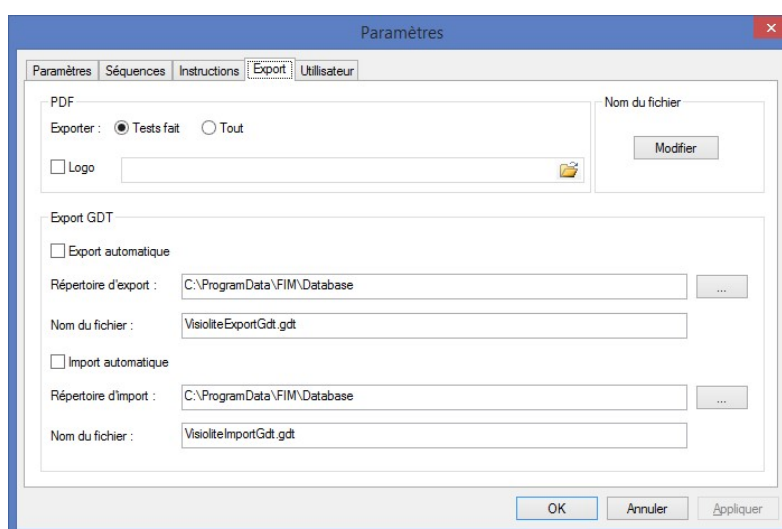 Paramètres
Paramètres Séquences Instructions Export Utilisateur
PDF
Exporter : Tests fait Tout
Logo
Nom du fichier
Modifier
Export GDT
Export automatique
Répertoire d'export : C:\ProgramData\FIM\Database ...
Nom du fichier : VisioliteExportGdt.gdt
Import automatique
Répertoire d'import : C:\ProgramData\FIM\Database ...
Nom du fichier : VisioliteImportGdt.gdt
OK Annuler Appliquer